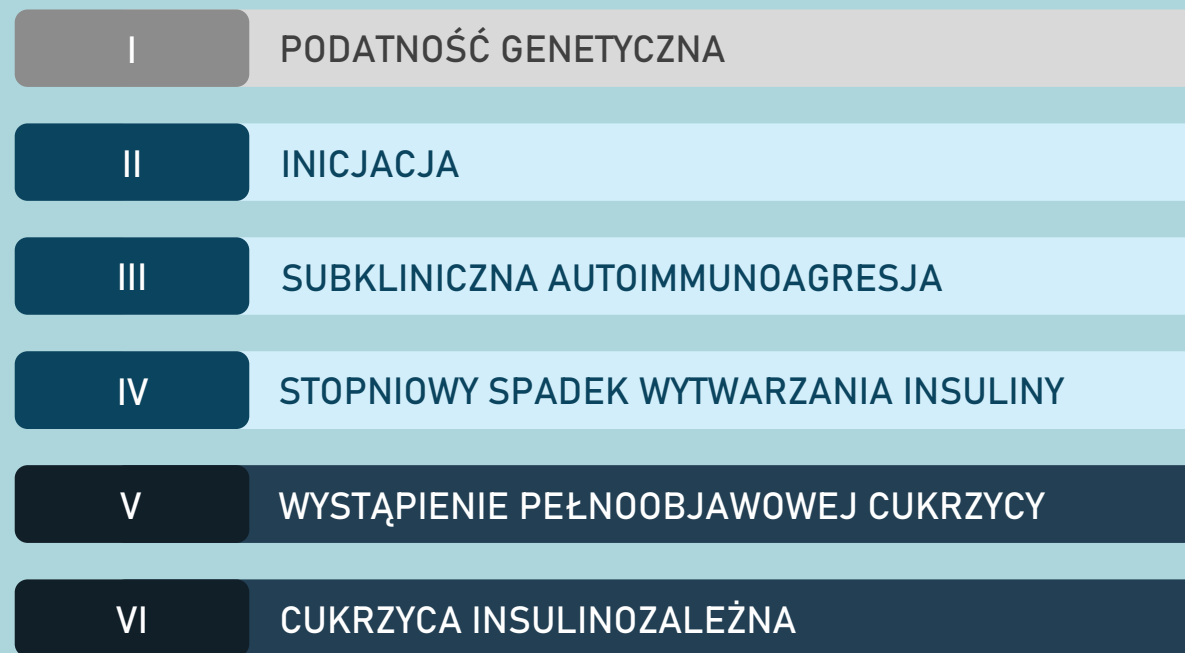 I PODATNOŚĆ GENETYCZNA
II INICJACJA
III SUBKLINICZNA AUTOIMMUNOAGRESJA
IV STOPNIOWY SPADEK WYTWARZANIA INSULINY
V WYSTĄPIENIE PEŁNOOBJAWOWEJ CUKRZYCY
VI CUKRZYCA INSULINOZALEŻNA